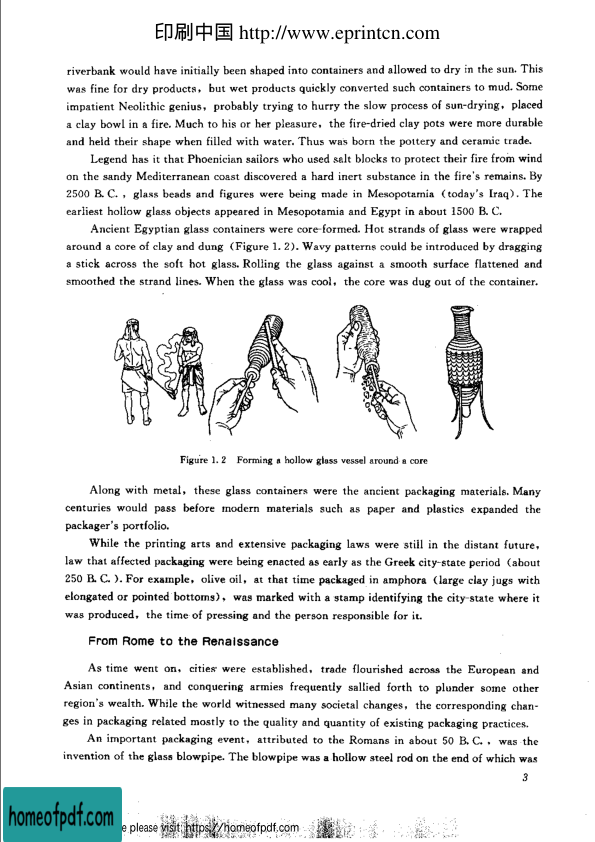 印刷中国 http://www.eprintcn.com
riverbank would have initially been shaped into containers and allowed to dry in the sun. This
was fine for dry products, but wet products quickly converted such containers to mud. Some
impatient Neolithic genius, probably trying to hurry the slow process of sun-drying, placed
a clay bowl in a fire. Much to his or her pleasure, the fire-dried clay pots were more durable
and held their shape when filled with water. Thus was born the pottery and ceramic trade.
Legend has it that Phoenician sailors who used salt blocks to protect their fire from wind
on the sandy Mediterranean coast discovered a hard inert substance in the fire's remains. By
2500 B. C. , glass beads and figures were being made in Mesopotamia (today's Iraq). The
earliest hollow glass objects appeared in Mesopotamia and Egypt in about 1500 B. C.
Ancient Egyptian glass containers were core-formed. Hot strands of glass were wrapped
around a core of clay and dung (Figure 1. 2). Wavy patterns could be introduced by dragging
a stick across the soft hot glass. Rolling the glass against a smooth surface flattened and
smoothed the strand lines. When the glass was cool, the core was dug out of the container.
Figure 1. 2 Forming a hollow glass vessel around a core
Along with metal, these glass containers were the ancient packaging materials. Many
centuries would pass before modern materials such as paper and plastics expanded the
packager's portfolio.
While the printing arts and extensive packaging laws were still in the distant future,
law that affected packaging were being enacted as early as the Greek city-state period (about
250 B. C. ). For example, olive oil, at that time packaged in amphora (large clay jugs with
elongated or pointed bottoms), was marked with a stamp identifying the city-state where it
was produced, the time of pressing and the person responsible for it.
From Rome to the Renaissance
As time went on, cities were established, trade flourished across the European and
Asian continents, and conquering armies frequently sallied forth to plunder some other
region's wealth. While the world witnessed many societal changes, the corresponding chan-
ges in packaging related mostly to the quality and quantity of existing packaging practices.
An important packaging event, attributed to the Romans in about 50 B. C. , was the
invention of the glass blowpipe. The blowpipe was a hollow steel rod on the end of which was
3
homeofpdf.com
e please visit: https://homeofpdf.com